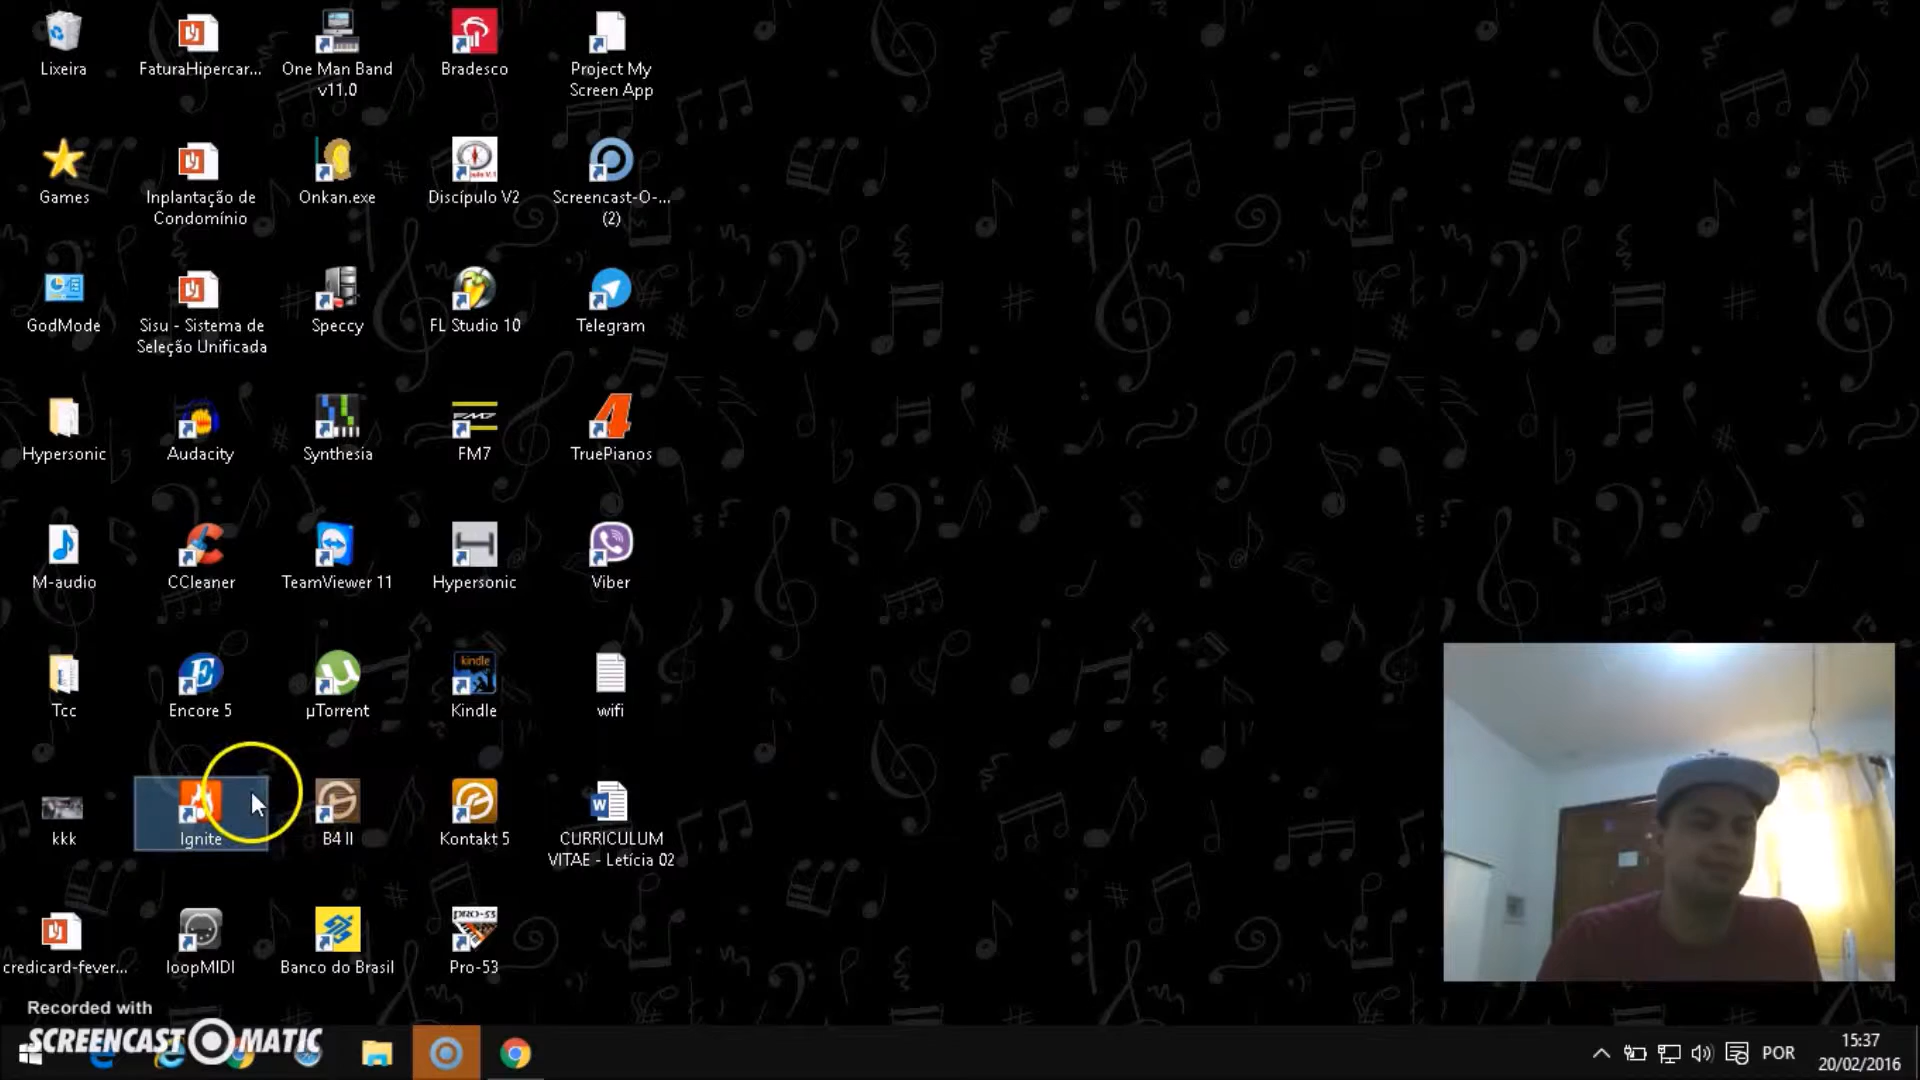 Lixeira
FaturaHipercar...
One Man Band
v11.0
Bradesco
Project My
Screen App
Games
Inplantação de
Condomínio
Onkan.exe
Discípulo V2
Screencast-O-...
(2)
GodMode
Sisu - Sistema de
Seleção Unificada
Speccy
FL Studio 10
Telegram
Hypersonic
Audacity
Synthesia
FM7
FM7
TruePianos
M-audio
CCleaner
TeamViewer 11
Hypersonic
Viber
Tcc
Encore 5
µTorrent
kindle
Kindle
wifi
kkk
Ignite
B4 II
Kontakt 5
CURRICULUM
VITAE - Letícia 02
credicard-fever...
loopMIDI
Banco do Brasil
PRO-53
Pro-53
Recorded with
SCREENCAST MATIC
POR
15:37
20/02/2016